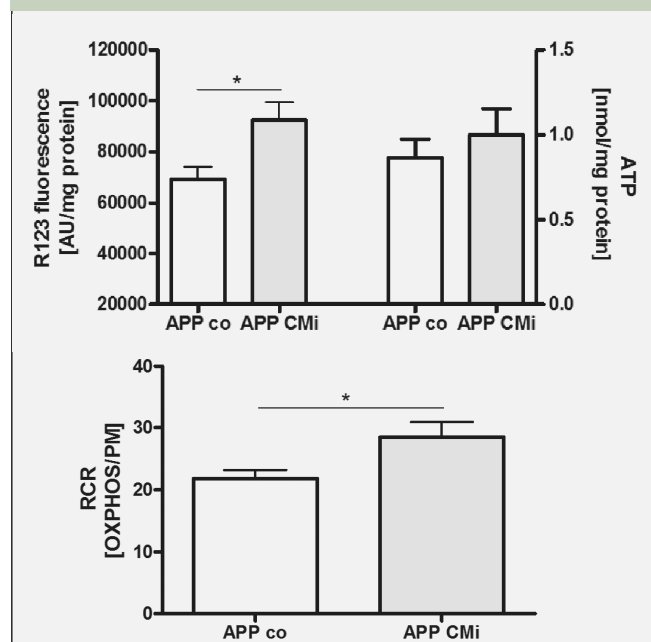 R123 fluorescence
[AU/mg protein]
120000
100000
80000
60000
40000
20000
*
APP co
APP CMi
APP co
APP CMi
1.5
1.0
0.5
0.0
ATP
[nmol/mg protein]
RCR
[OXPHOS/PM]
40
30
20
10
0
*
APP co
APP CMi